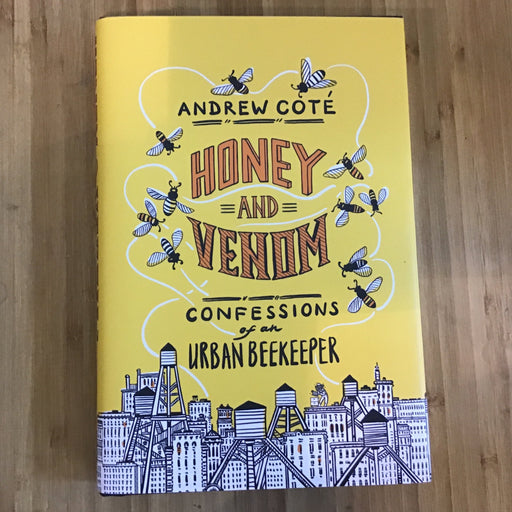 ANDREW COTÉ
HONEY
AND
VENOM
CONFESSIONS
of an
URBAN BEEKEEPER